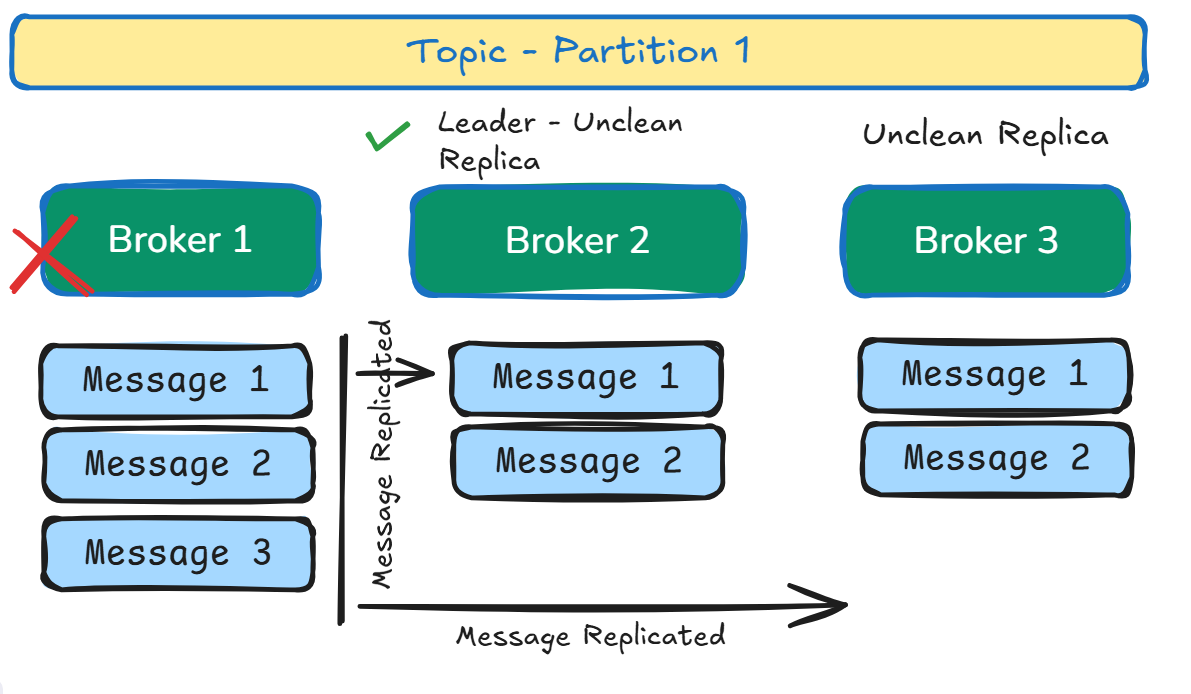 Topic - Partition 1
Leader - Unclean
Replica
Unclean Replica
Broker 1
Broker 2
Broker 3
Message 1
Message 2
Message 3
Message Replicated
Message 1
Message 2
Message 1
Message 2
Message Replicated